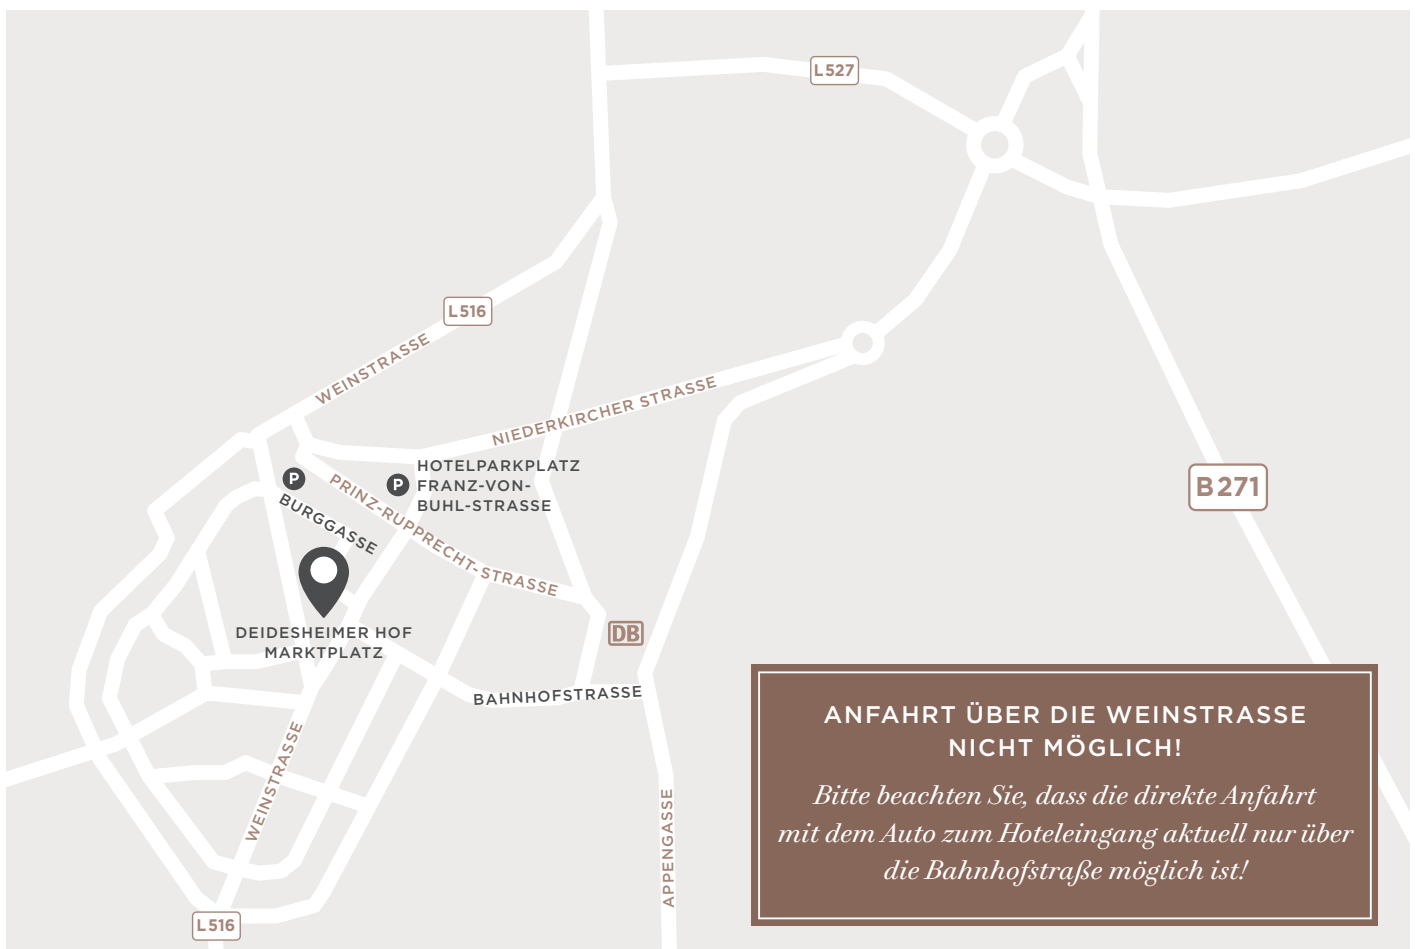 L527
L516
WEINSTRASSE
NIEDERKIRCHER STRASSE
P
P
HOTELPARKPLATZ
FRANZ-VON-
BUHL-STRASSE
PRINZ-RUPPRECHT-STRASSE
BURGGASSE
B 271
DEIDESHEIMER HOF
MARKTPLATZ
DB
BAHNHOFSTRASSE
WEINSTRASSE
APPENGASSE
L516
ANFAHRT ÜBER DIE WEINSTRASSE
NICHT MÖGLICH!
Bitte beachten Sie, dass die direkte Anfahrt
mit dem Auto zum Hoteleingang aktuell nur über
die Bahnhofstraße möglich ist!